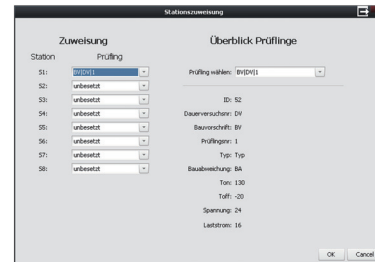 Stationszuweisung
Zuweisung
Station Prüfling
S1: BV|DV|1
S2: unbesetzt
S3: unbesetzt
S4: unbesetzt
S5: unbesetzt
S6: unbesetzt
S7: unbesetzt
S8: unbesetzt
Überblick Prüflinge
Prüfling wählen: BV|DV|1
ID: 52
Dauerversuchsnr: DV
Bauvorschrift: BV
Prüflingsnr: 1
Typ: Typ
Bauabweichung: BA
Ton: 130
Toff: -20
Spannung: 24
Laststrom: 16
OK Cancel